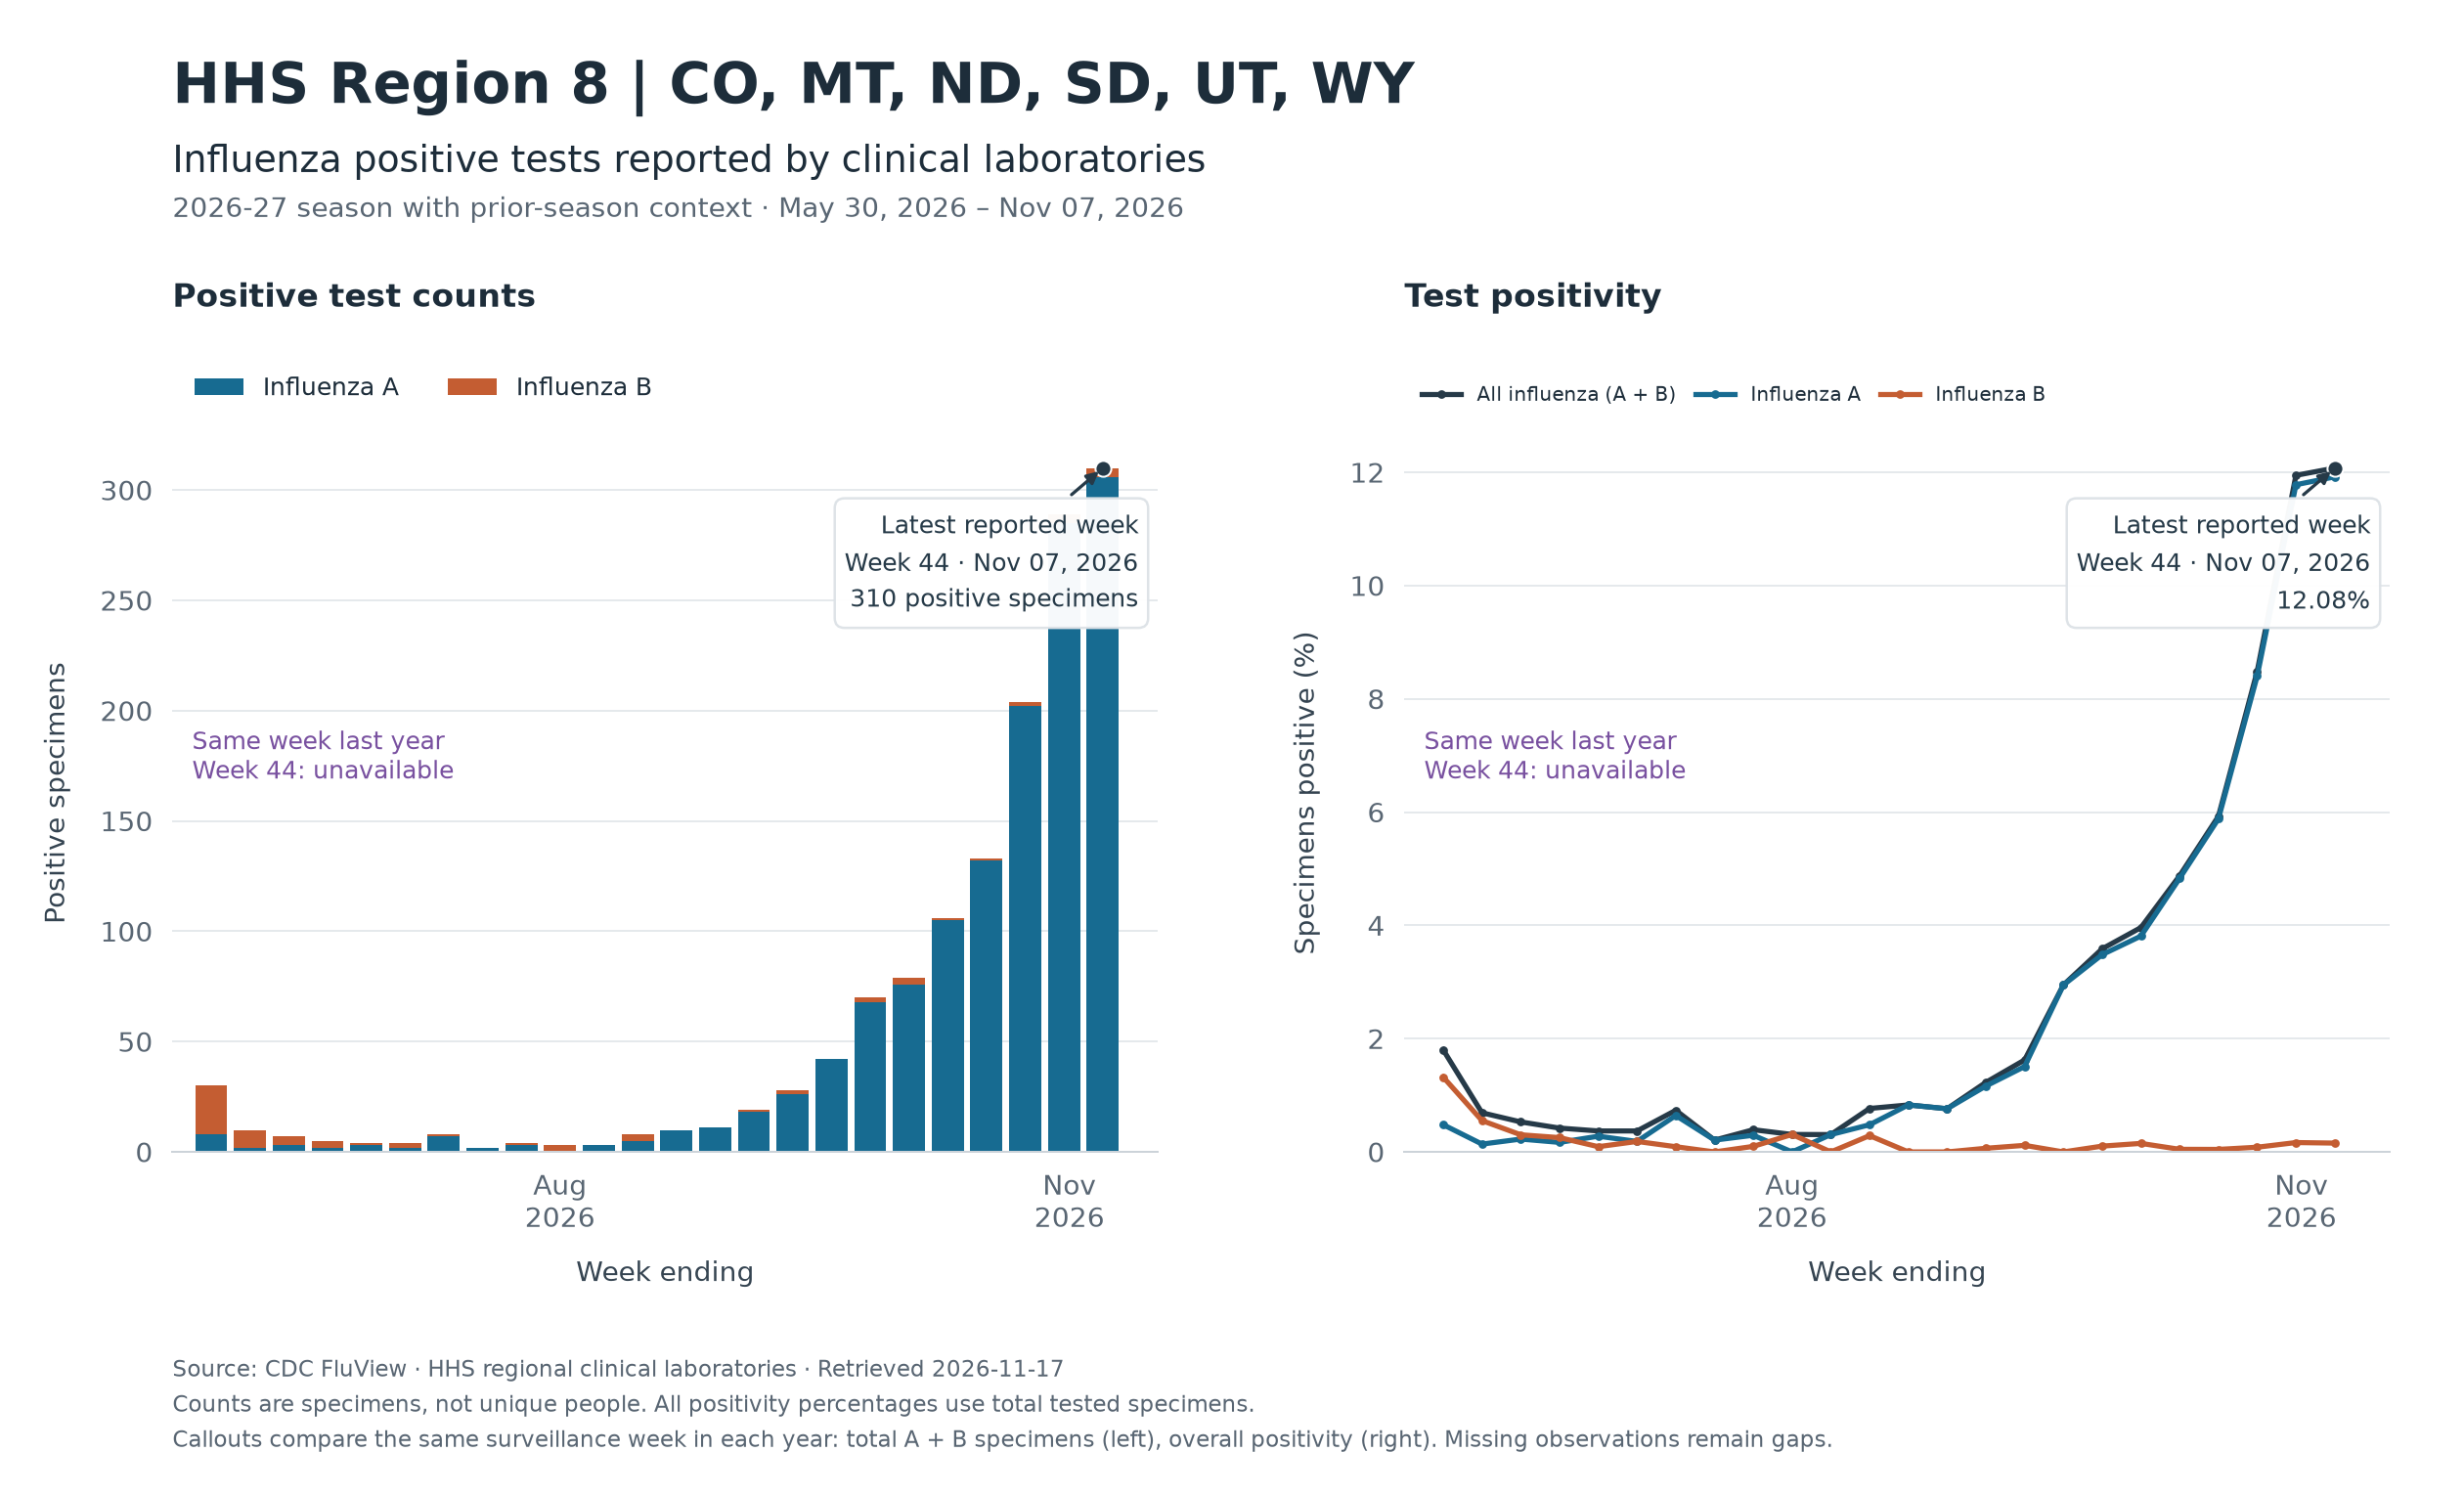 HHS Region 8 | CO, MT, ND, SD, UT, WY
Influenza positive tests reported by clinical laboratories
2026-27 season with prior-season context · May 30, 2026 – Nov 07, 2026
Positive test counts
Influenza A
Influenza B
Positive specimens
300
250
200
150
100
50
0
Latest reported week
Week 44 · Nov 07, 2026
310 positive specimens
Same week last year
Week 44: unavailable
Aug
2026
Nov
2026
Week ending
Test positivity
All influenza (A + B)
Influenza A
Influenza B
Specimens positive (%)
12
10
8
6
4
2
0
Latest reported week
Week 44 · Nov 07, 2026
12.08%
Same week last year
Week 44: unavailable
Aug
2026
Nov
2026
Week ending
Source: CDC FluView · HHS regional clinical laboratories · Retrieved 2026-11-17
Counts are specimens, not unique people. All positivity percentages use total tested specimens.
Callouts compare the same surveillance week in each year: total A + B specimens (left), overall positivity (right). Missing observations remain gaps.